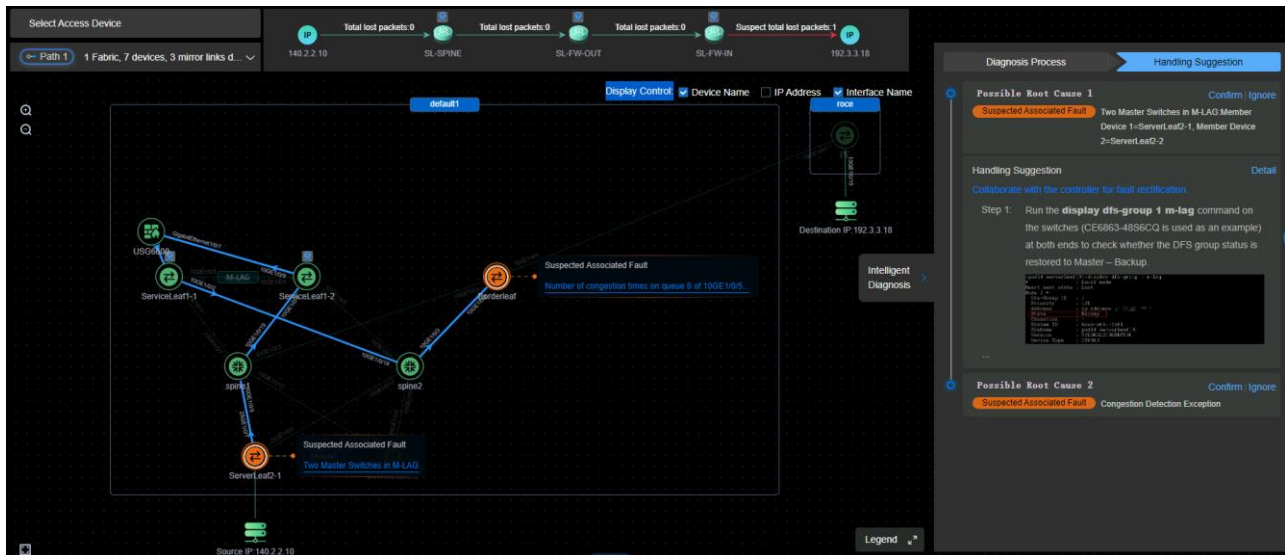 Select Access Device
Path 1
1 Fabric, 7 devices, 3 mirror links d...
IP
Total lost packets:0
Total lost packets:0
Total lost packets:0
Suspect total lost packets:1
IP
140.2.2.10
SL-SPINE
SL-FW-OUT
SL-FW-IN
192.3.3.18
Display Control:
Device Name
IP Address
Interface Name
default1
roce
Destination IP:192.3.3.18
GigabitEthernet1/0/7
M-LAG
ServiceLeaf1-1
ServiceLeaf1-2
Borderleaf
Suspected Associated Fault
Number of congestion times on queue 0 of 10GE1/0/5...
spine1
spine2
Suspected Associated Fault
Two Master Switches in M-LAG
ServerLeaf2-1
Source IP:140.2.2.10
Legend
Intelligent
Diagnosis
Diagnosis Process
Handling Suggestion
Possible Root Cause 1
Confirm
Ignore
Suspected Associated Fault
Two Master Switches in M-LAG:Member
Device 1=ServerLeaf2-1, Member Device
2=ServerLeaf2-2
Handling Suggestion
Detail
Collaborate with the controller for fault rectification
Step 1:
Run the display dfs-group 1 m-lag command on
the switches (CE6863-48S6CQ is used as an example)
at both ends to check whether the DFS group status is
restored to Master – Backup.
...
Possible Root Cause 2
Confirm
Ignore
Suspected Associated Fault
Congestion Detection Exception